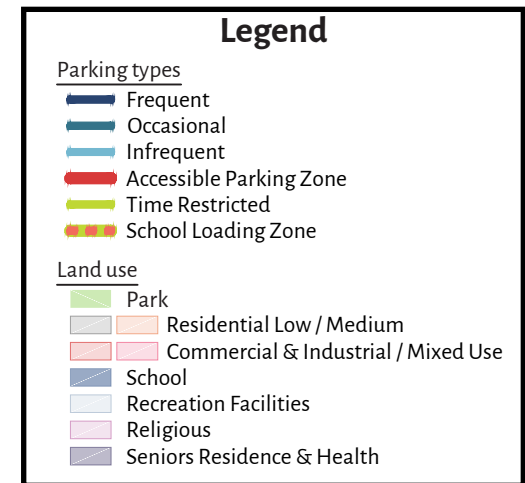 Legend
Parking types
Frequent
Occasional
Infrequent
Accessible Parking Zone
Time Restricted
School Loading Zone
Land use
Park
Residential Low / Medium
Commercial & Industrial / Mixed Use
School
Recreation Facilities
Religious
Seniors Residence & Health